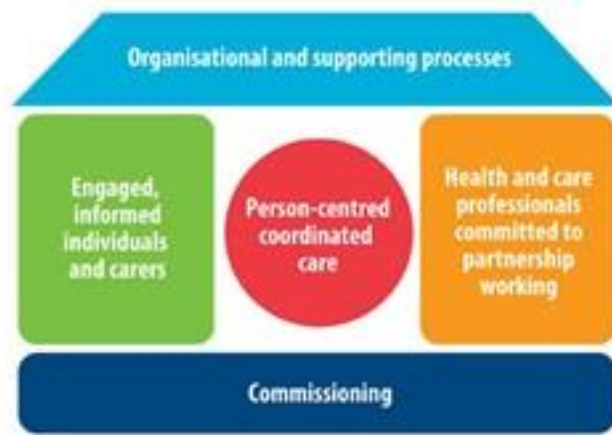 Organisational and supporting processes
Engaged,
informed
individuals
and carers
Person-centred
coordinated
care
Health and care
professionals
committed to
partnership
working
Commissioning